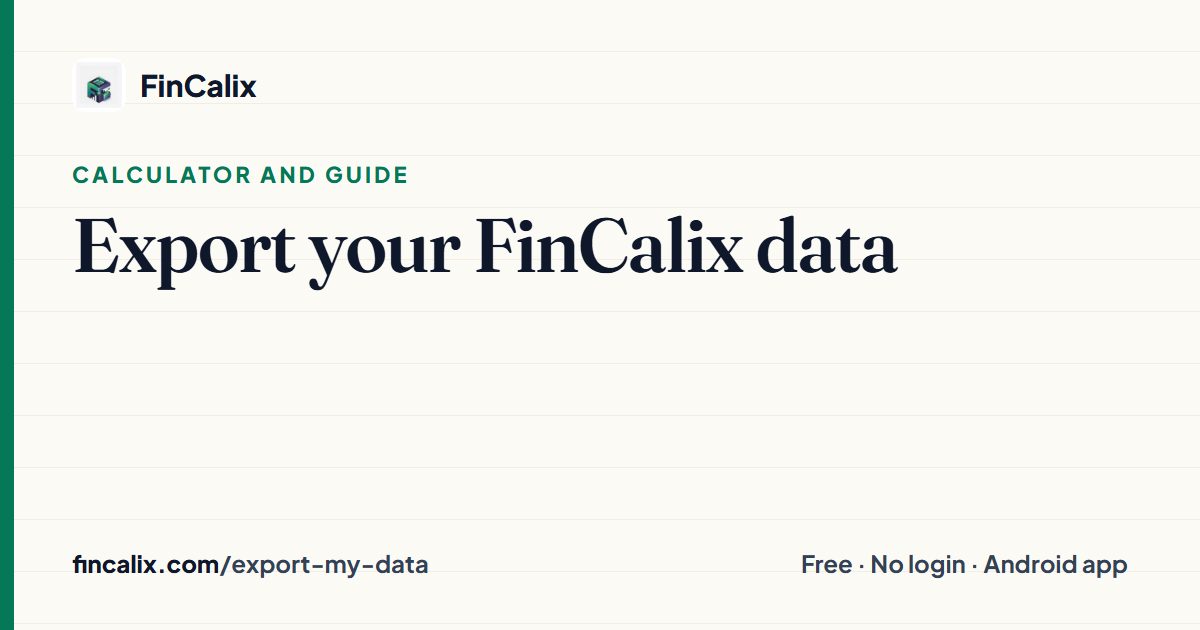 FinCalix
CALCULATOR AND GUIDE
Export your FinCalix data
fincalix.com/export-my-data
Free · No login · Android app